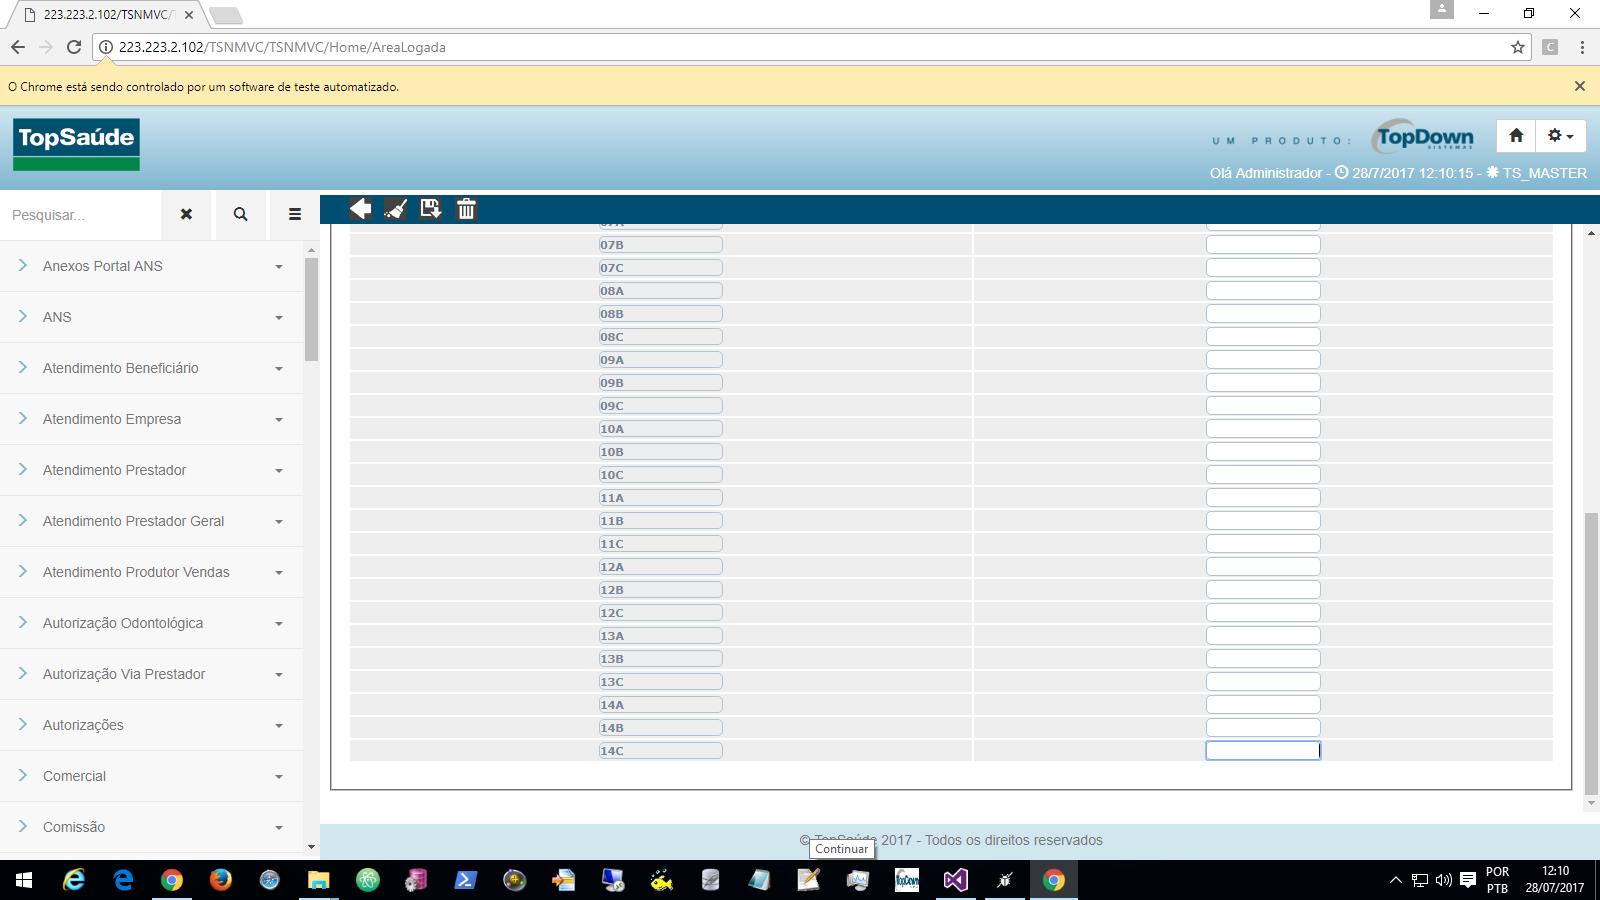 223.223.2.102/TSNMVC/T
223.223.2.102/TSNMVC/TSNMVC/Home/AreaLogada
C
O Chrome está sendo controlado por um software de teste automatizado.
TopSaúde
UM PRODUTO:
TopDown
SISTEMAS
Olá Administrador - 28/7/2017 12:10:15 - TS_MASTER
Pesquisar...
Anexos Portal ANS
ANS
Atendimento Beneficiário
Atendimento Empresa
Atendimento Prestador
Atendimento Prestador Geral
Atendimento Produtor Vendas
Autorização Odontológica
Autorização Via Prestador
Autorizações
Comercial
Comissão
07B
07C
08A
08B
08C
09A
09B
09C
10A
10B
10C
11A
11B
11C
12A
12B
12C
13A
13B
13C
14A
14B
14C
© TopSaúde 2017 - Todos os direitos reservados
Continuar
TopDown
POR
PTB
12:10
28/07/2017